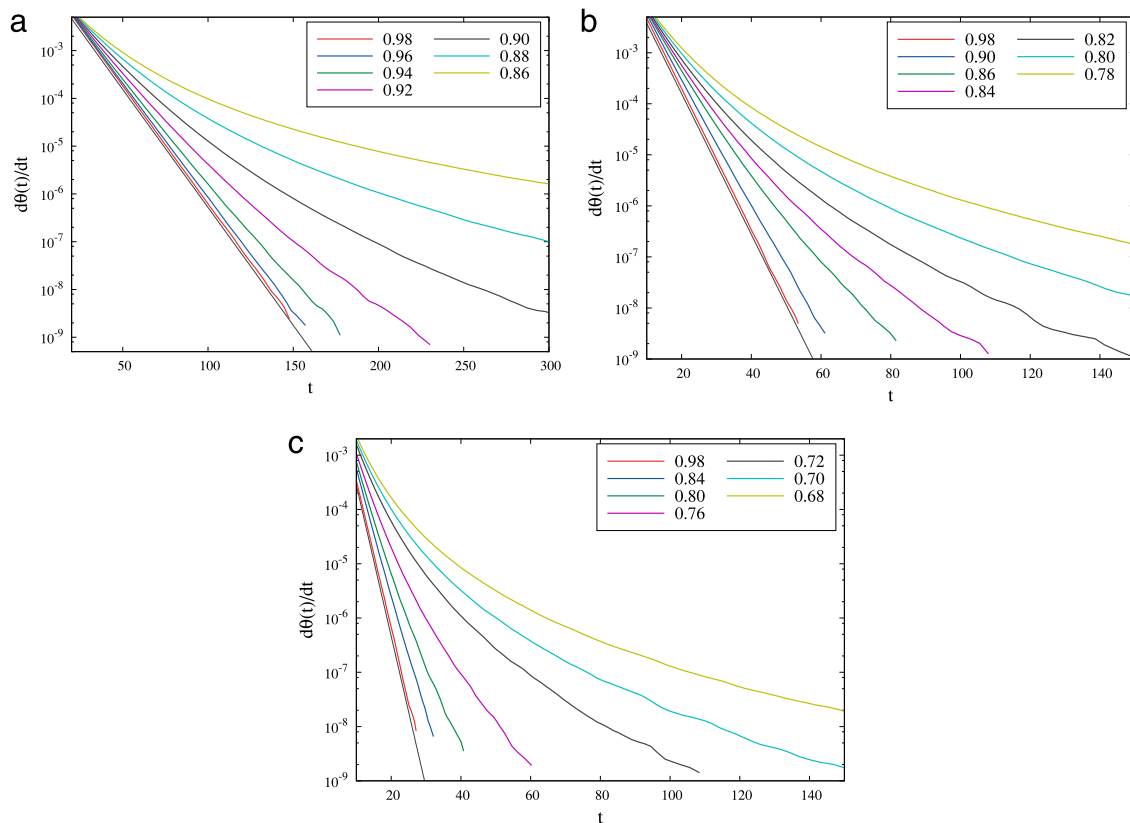 a
0.98 0.90
0.96 0.88
0.94 0.86
0.92
10⁻³
10⁻⁴
10⁻⁵
10⁻⁶
10⁻⁷
10⁻⁸
10⁻⁹
dθ(t)/dt
50 100 150 200 250 300
t
b
0.98 0.82
0.90 0.80
0.86 0.78
0.84
10⁻³
10⁻⁴
10⁻⁵
10⁻⁶
10⁻⁷
10⁻⁸
10⁻⁹
dθ(t)/dt
20 40 60 80 100 120 140
t
c
0.98 0.72
0.84 0.70
0.80 0.68
0.76
10⁻³
10⁻⁴
10⁻⁵
10⁻⁶
10⁻⁷
10⁻⁸
10⁻⁹
dθ(t)/dt
20 40 60 80 100 120 140
t